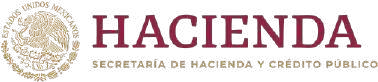 ESTADOS UNIDOS MEXICANOS
HACIENDA
SECRETARÍA DE HACIENDA Y CRÉDITO PÚBLICO